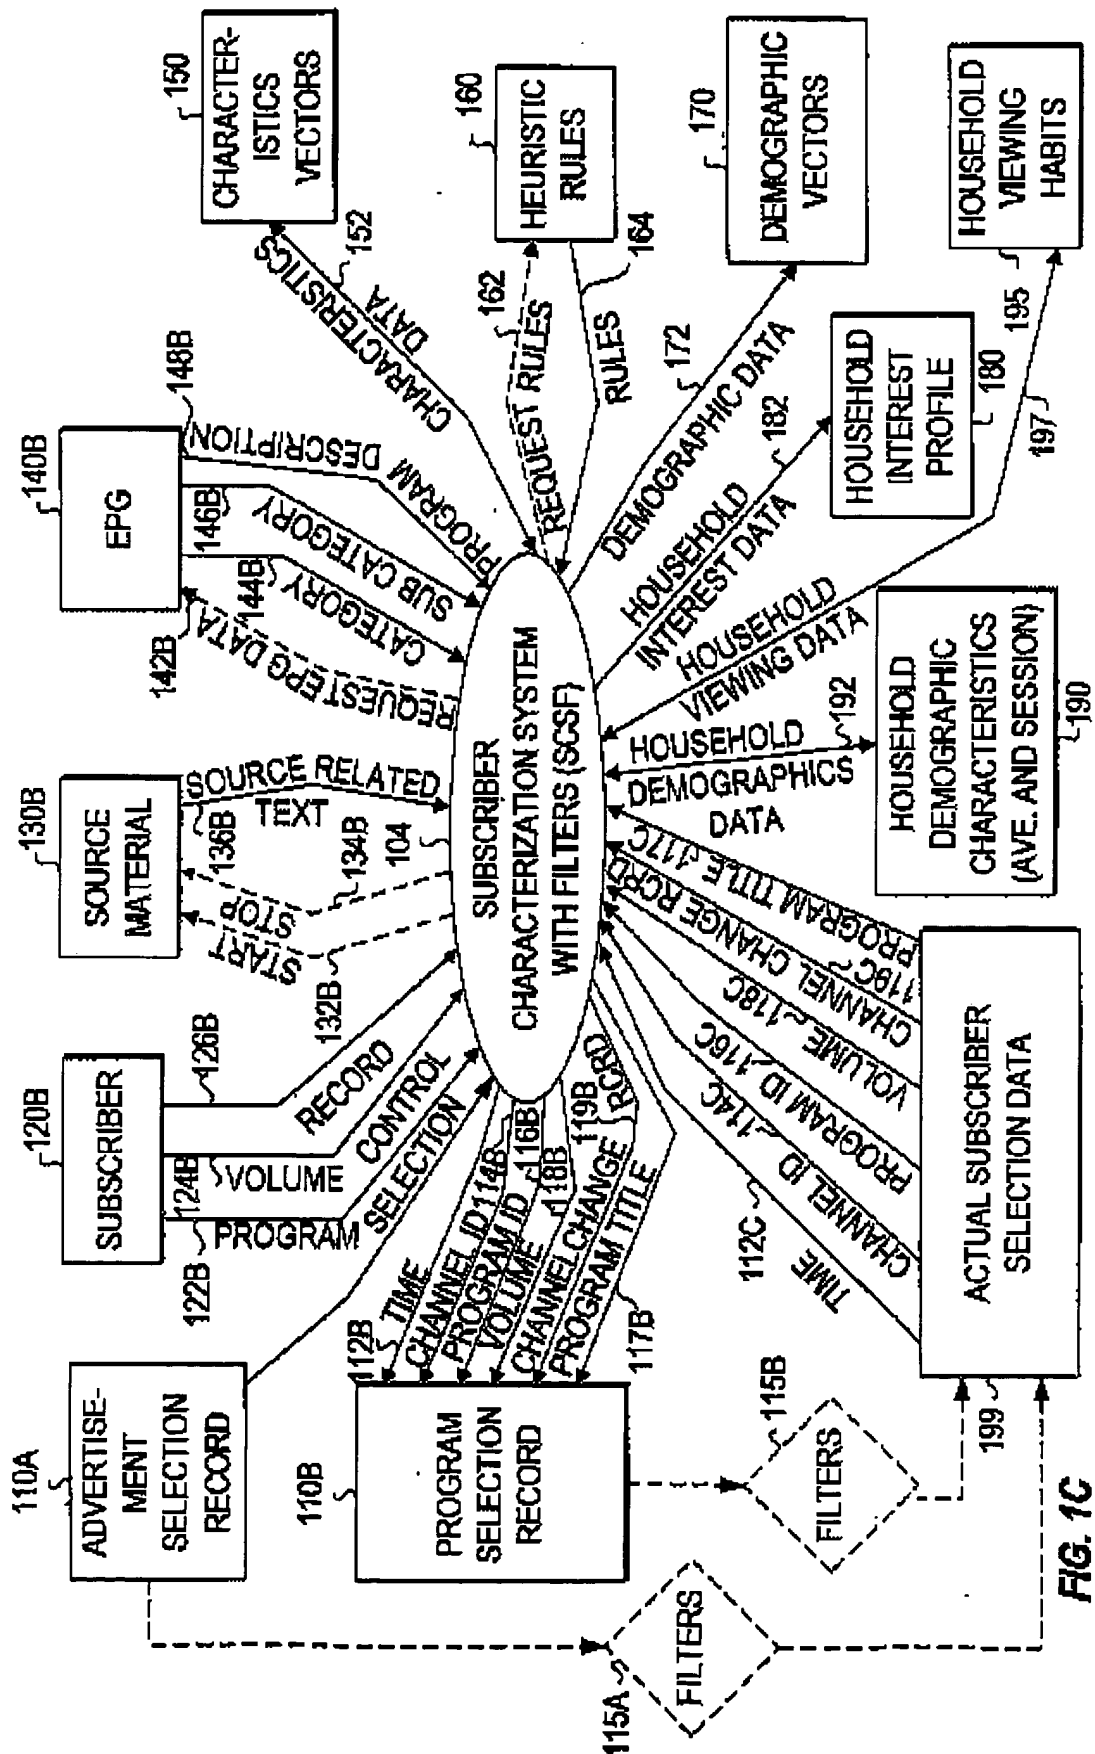 110A
ADVERTISE-
MENT
SELECTION
RECORD
120B
SUBSCRIBER
122B
124B
126B
PROGRAM
SELECTION
VOLUME
CONTROL
RECORD
130B
SOURCE
MATERIAL
132B
START
STOP
134B
136B
SOURCE RELATED
TEXT
140B
EPG
142B
REQUEST EPG DATA
144B
CATEGORY
146B
SUB CATEGORY
148B
PROGRAM DESCRIPTION
150
CHARACTER-
ISTICS
VECTORS
152
CHARACTERISTICS
DATA
CHARACTERISTICS
160
HEURISTIC
RULES
162
REQUEST RULES
164
RULES
104
SUBSCRIBER
CHARACTERIZATION SYSTEM
WITH FILTERS (SCSF)
110B
PROGRAM
SELECTION
RECORD
112B
TIME
CHANNEL ID 114B
PROGRAM ID 116B
VOLUME 118B
CHANNEL CHANGE RCRD
119B
PROGRAM TITLE
117B
170
DEMOGRAPHIC
VECTORS
172
DEMOGRAPHIC DATA
180
HOUSEHOLD
INTEREST
PROFILE
182
HOUSEHOLD
INTEREST DATA
195
HOUSEHOLD
VIEWING
HABITS
197
HOUSEHOLD
VIEWING DATA
190
HOUSEHOLD
DEMOGRAPHIC
CHARACTERISTICS
(AVE. AND SESSION)
192
HOUSEHOLD
DEMOGRAPHICS
DATA
PROGRAM TITLE 117C
119C
CHANNEL CHANGE RCRD
VOLUME 118C
PROGRAM ID 116C
CHANNEL ID 114C
112C
TIME
199
ACTUAL SUBSCRIBER
SELECTION DATA
115A
FILTERS
115B
FILTERS
FIG. 1C